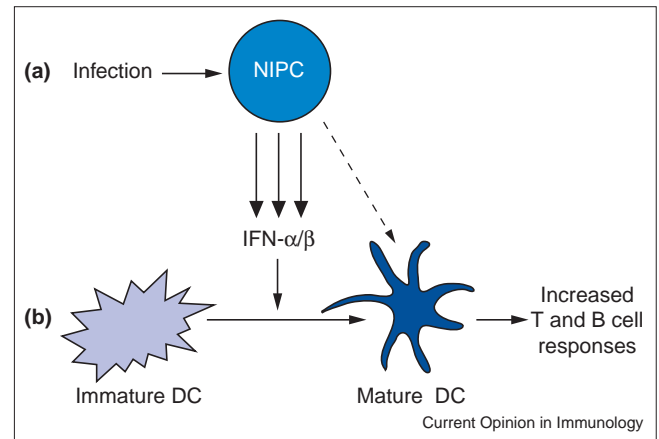 (a) Infection NIPC
IFN-α/β
(b)
Increased
T and B cell
responses
Immature DC Mature DC
Current Opinion in Immunology